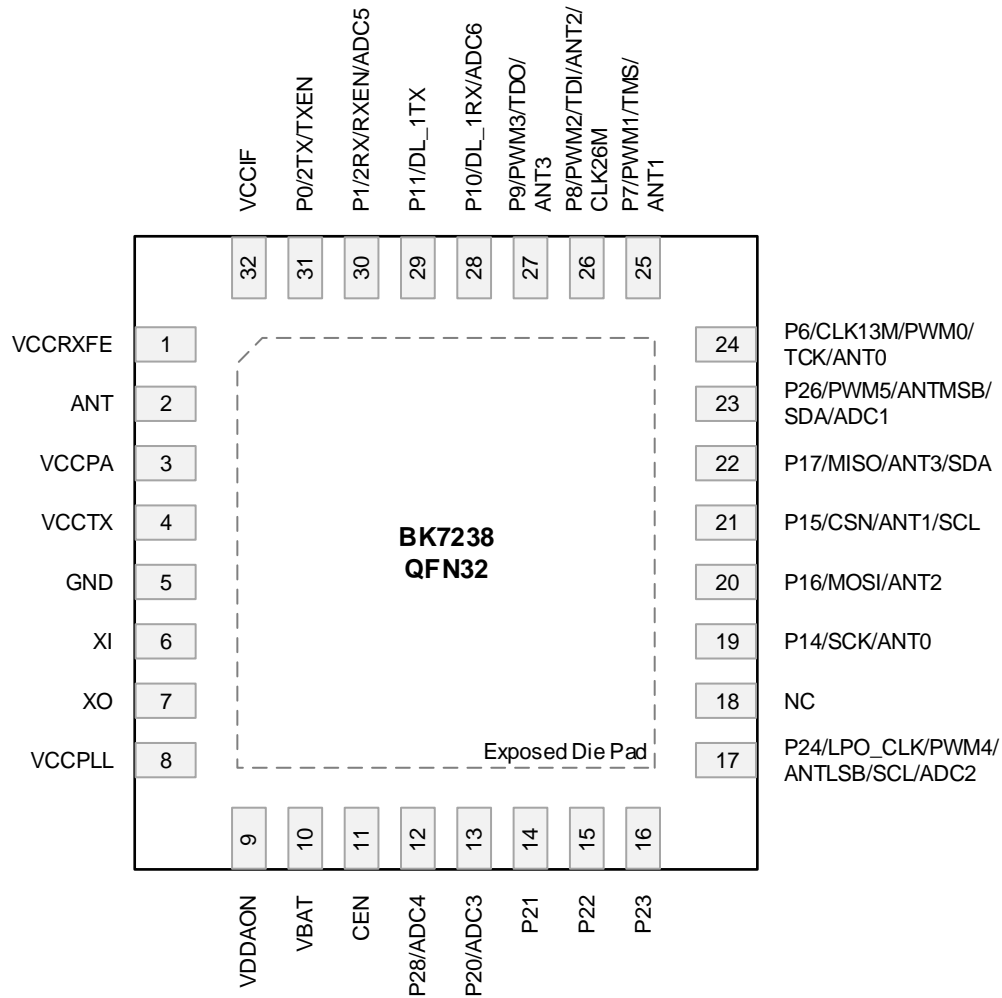 VCCIF
P0/2TX/TXEN
P1/2RX/RXEN/ADC5
P11/DL_1TX
P10/DL_1RX/ADC6
P9/PWM3/TDO/
ANT3
P8/PWM2/TDI/ANT2/
CLK26M
P7/PWM1/TMS/
ANT1
32
31
30
29
28
27
26
25
VCCRXFE 1
ANT 2
VCCPA 3
VCCTX 4
GND 5
XI 6
XO 7
VCCPLL 8
BK7238
QFN32
Exposed Die Pad
24 P6/CLK13M/PWM0/
TCK/ANT0
23 P26/PWM5/ANTMSB/
SDA/ADC1
22 P17/MISO/ANT3/SDA
21 P15/CSN/ANT1/SCL
20 P16/MOSI/ANT2
19 P14/SCK/ANT0
18 NC
17 P24/LPO_CLK/PWM4/
ANTLSB/SCL/ADC2
9
10
11
12
13
14
15
16
VDDAON
VBAT
CEN
P28/ADC4
P20/ADC3
P21
P22
P23